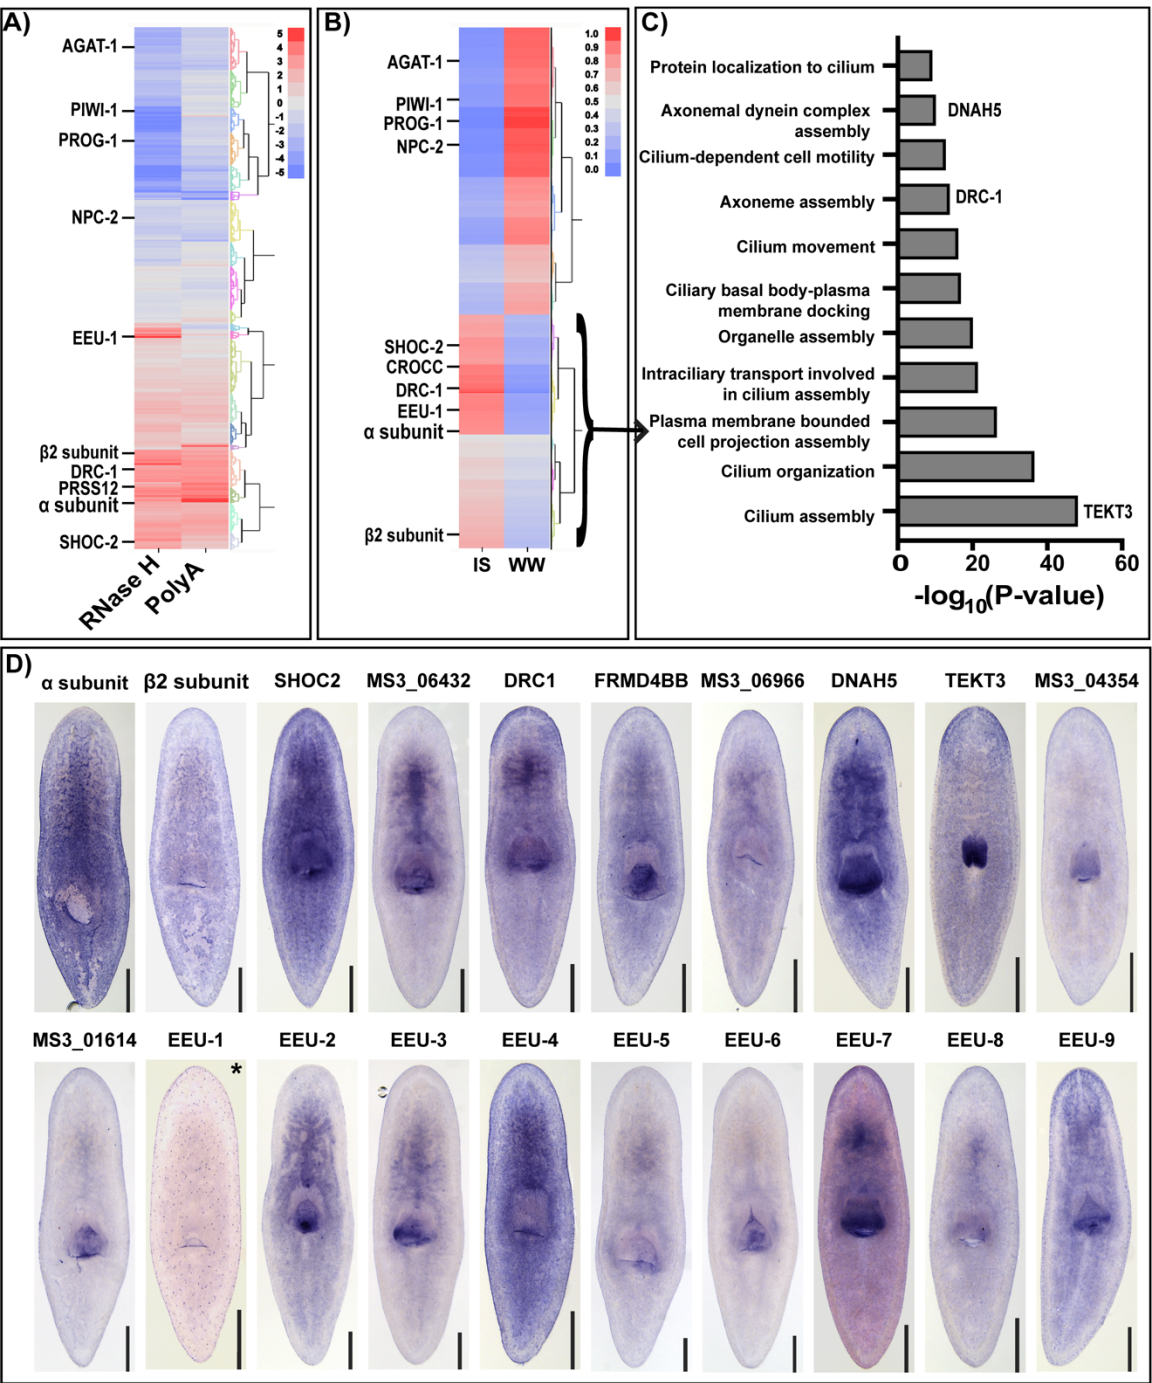 A)
AGAT-1
PIWI-1
PROG-1
NPC-2
EEU-1
β2 subunit
DRC-1
PRSS12
α subunit
SHOC-2
5
4
3
2
1
0
-1
-2
-3
-4
-5
RNase H
PolyA
B)
AGAT-1
PIWI-1
PROG-1
NPC-2
SHOC-2
CROCC
DRC-1
EEU-1
α subunit
β2 subunit
1.0
0.9
0.8
0.7
0.6
0.5
0.4
0.3
0.2
0.1
0.0
IS WW
C)
Protein localization to cilium
Axonemal dynein complex
assembly
DNAH5
Cilium-dependent cell motility
Axoneme assembly
DRC-1
Cilium movement
Ciliary basal body-plasma
membrane docking
Organelle assembly
Intraciliary transport involved
in cilium assembly
Plasma membrane bounded
cell projection assembly
Cilium organization
Cilium assembly
TEKT3
0 20 40 60
-log10(P-value)
D)
α subunit β2 subunit SHOC2 MS3_06432 DRC1 FRMD4BB MS3_06966 DNAH5 TEKT3 MS3_04354
MS3_01614 EEU-1 EEU-2 EEU-3 EEU-4 EEU-5 EEU-6 EEU-7 EEU-8 EEU-9
*